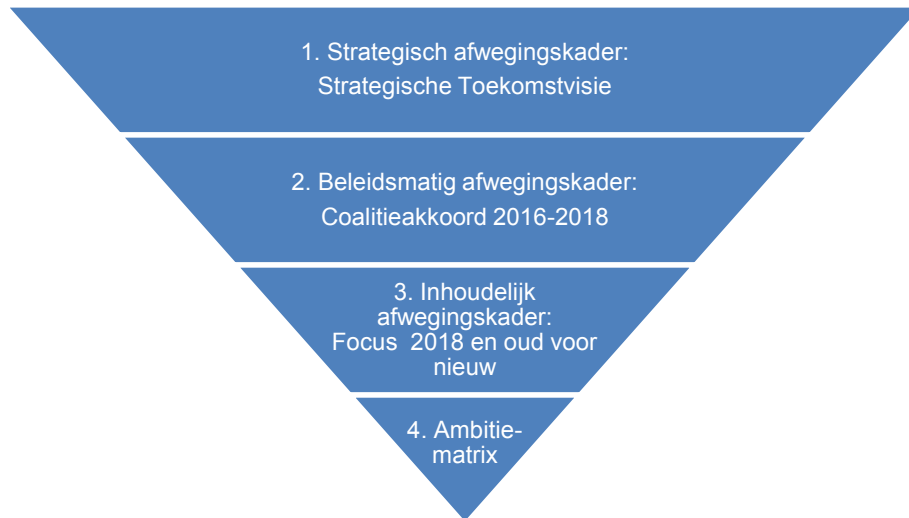 1. Strategisch afwegingskader:
Strategische Toekomstvisie
2. Beleidsmatig afwegingskader:
Coalitieakkoord 2016-2018
3. Inhoudelijk
afwegingskader:
Focus  2018 en oud voor
nieuw
4. Ambitie-
matrix